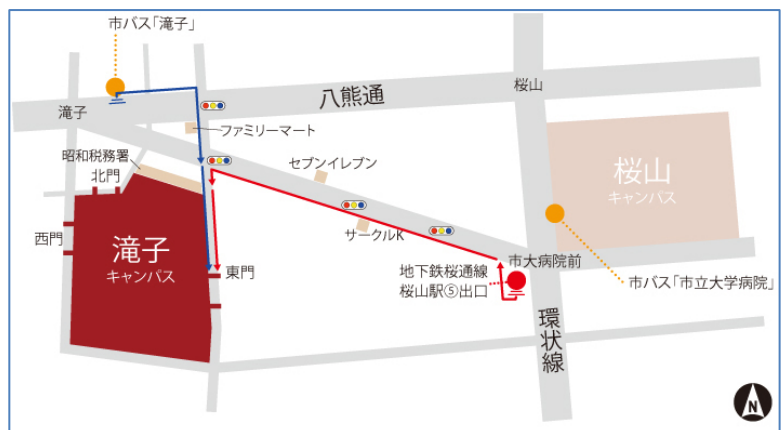 市バス「滝子」
滝子
八熊通
桜山
ファミリーマート
昭和税務署
北門
セブンイレブン
桜山
キャンパス
西門
滝子
キャンパス
サークルK
東門
市大病院前
地下鉄桜通線
桜山駅⑤出口
市バス「市立大学病院」
環状線
N